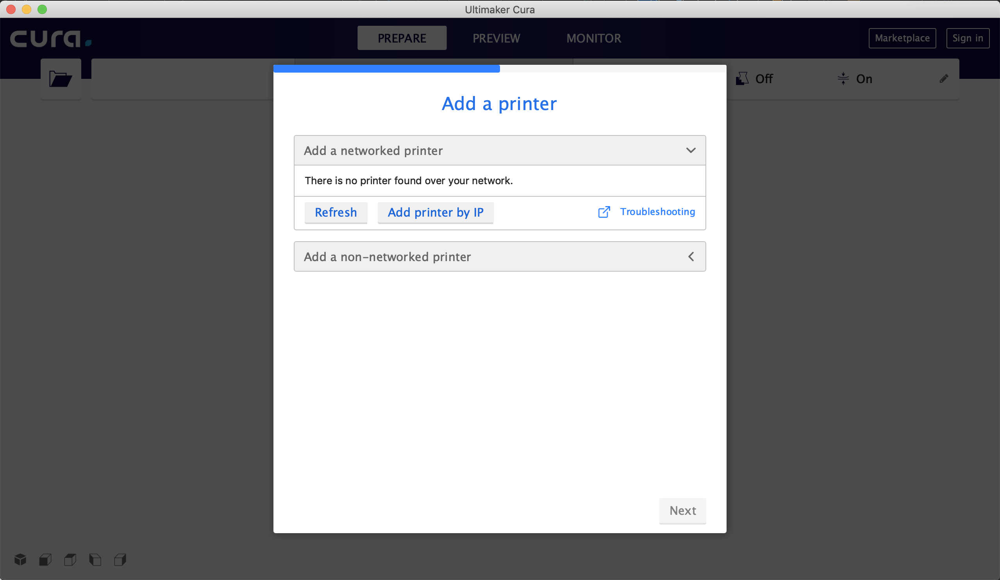 Ultimaker Cura
cura.
PREPARE PREVIEW MONITOR Marketplace Sign in
Off On
Add a printer
Add a networked printer
There is no printer found over your network.
Refresh Add printer by IP Troubleshooting
Add a non-networked printer
Next